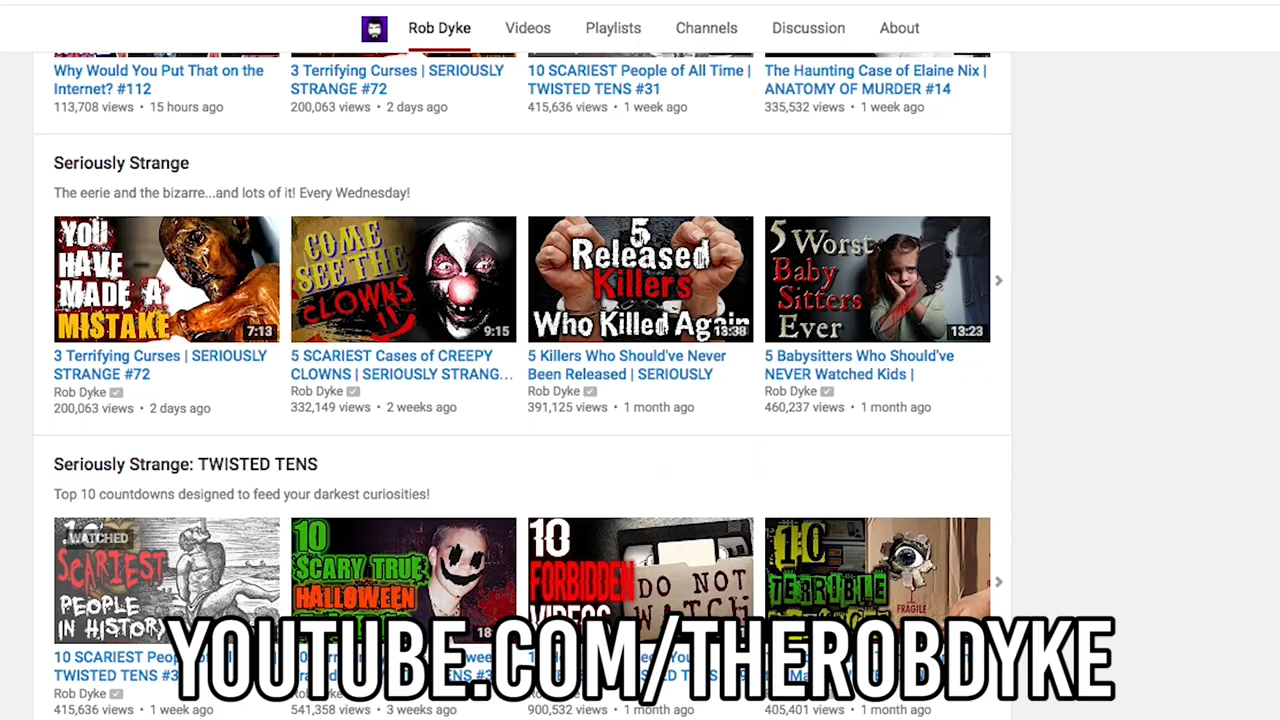 Rob Dyke
Videos
Playlists
Channels
Discussion
About
Why Would You Put That on the
Internet? #112
113,708 views • 15 hours ago
3 Terrifying Curses | SERIOUSLY
STRANGE #72
200,063 views • 2 days ago
10 SCARIEST People of All Time |
TWISTED TENS #31
415,636 views • 1 week ago
The Haunting Case of Elaine Nix |
ANATOMY OF MURDER #14
335,532 views • 1 week ago
Seriously Strange
The eerie and the bizarre...and lots of it! Every Wednesday!
YOU
HAVE
MADE A
MISTAKE
7:13
COME
SEE THE
CLOWNS
9:15
5
Released
Killers
Who Killed Again
13:38
5 Worst
Baby
Sitters
Ever
13:23
3 Terrifying Curses | SERIOUSLY
STRANGE #72
Rob Dyke
200,063 views • 2 days ago
5 SCARIEST Cases of CREEPY
CLOWNS | SERIOUSLY STRANG...
Rob Dyke
332,149 views • 2 weeks ago
5 Killers Who Should've Never
Been Released | SERIOUSLY
Rob Dyke
391,125 views • 1 month ago
5 Babysitters Who Should've
NEVER Watched Kids |
Rob Dyke
460,237 views • 1 month ago
Seriously Strange: TWISTED TENS
Top 10 countdowns designed to feed your darkest curiosities!
WATCHED
10
SCARIEST
PEOPLE
IN HISTORY
10
SCARY TRUE
HALLOWEEN
18
10
FORBIDDEN
VIDEOS
DO NOT
WATCH
10
TERRIBLE
FRAGILE
YOUTUBE.COM/THEROBDYKE
10 SCARIEST
TWISTED TENS
Rob Dyke
415,636 views • 1 week ago
541,358 views • 3 weeks ago
900,532 views • 1 month ago
405,401 views • 1 month ago